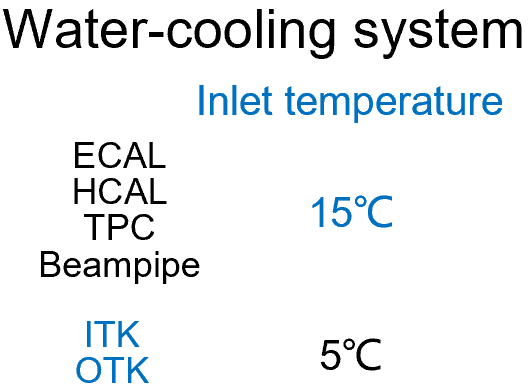 Water-cooling system
Inlet temperature
ECAL
HCAL
TPC
Beampipe
15℃
ITK
OTK
5℃